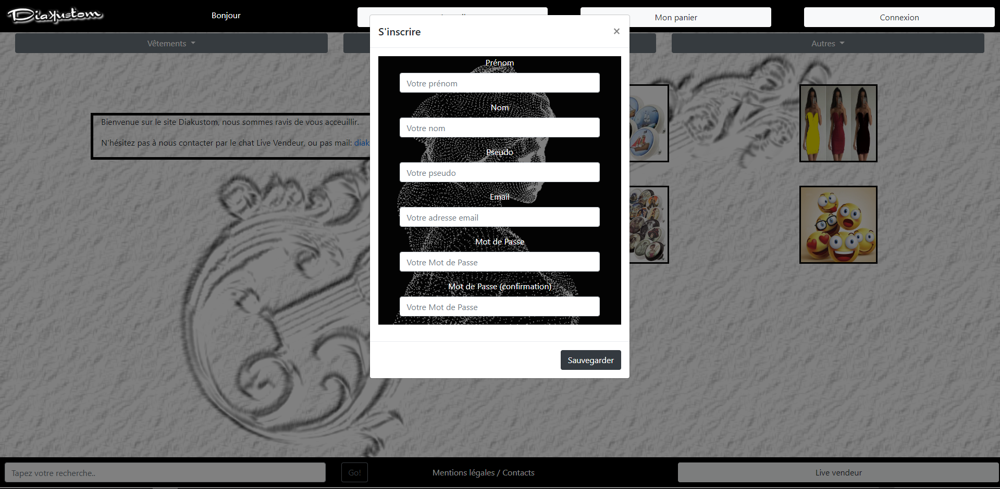 Diakustom
Bonjour
Mon panier
Connexion
Vêtements
Autres
S'inscrire
×
Bienvenue sur le site Diakustom, nous sommes ravis de vous acceuillir.
N'hésitez pas à nous contacter par le chat Live Vendeur, ou pas mail: diak
Prénom
Votre prénom
Nom
Votre nom
Pseudo
Votre pseudo
Email
Votre adresse email
Mot de Passe
Votre Mot de Passe
Mot de Passe (confirmation)
Votre Mot de Passe
Sauvegarder
Tapez votre recherche..
Go!
Mentions légales / Contacts
Live vendeur